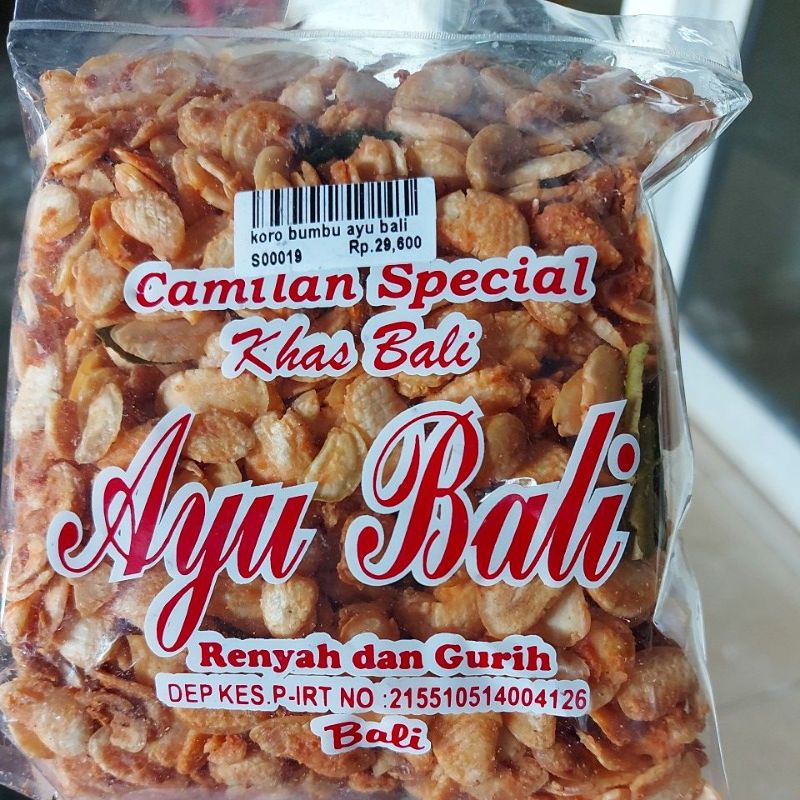 koro bumbu ayu bali
S00019 Rp.29,600
Camilan Special
Khas Bali
Ayu Bali
Renyah dan Gurih
DEP KES.P-IRT NO :215510514004126
Bali